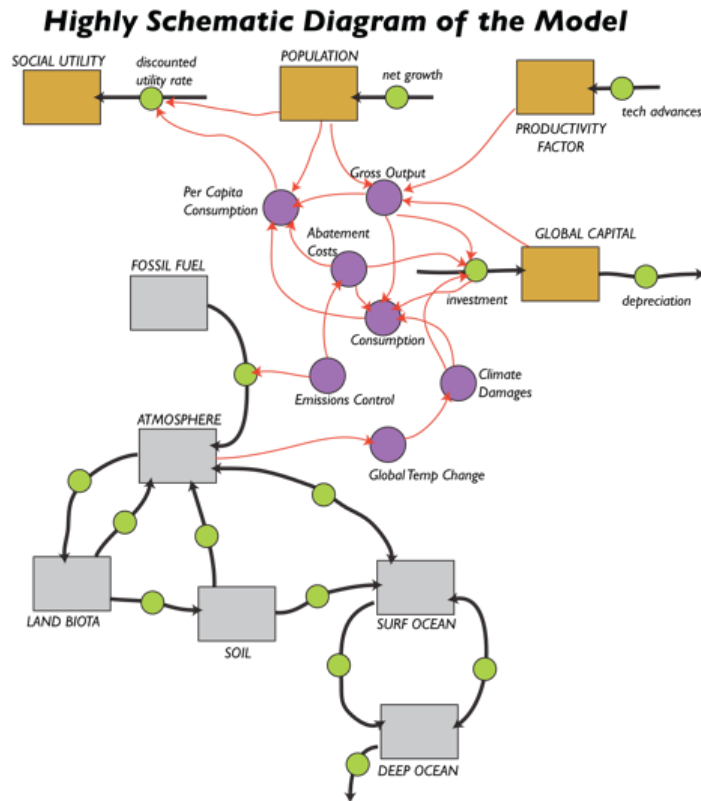 Highly Schematic Diagram of the Model
SOCIAL UTILITY
discounted
utility rate
POPULATION
net growth
PRODUCTIVITY
FACTOR
tech advances
Per Capita
Consumption
Gross Output
Abatement
Costs
GLOBAL CAPITAL
FOSSIL FUEL
investment
depreciation
Consumption
Emissions Control
Climate
Damages
ATMOSPHERE
Global Temp Change
LAND BIOTA
SOIL
SURF OCEAN
DEEP OCEAN